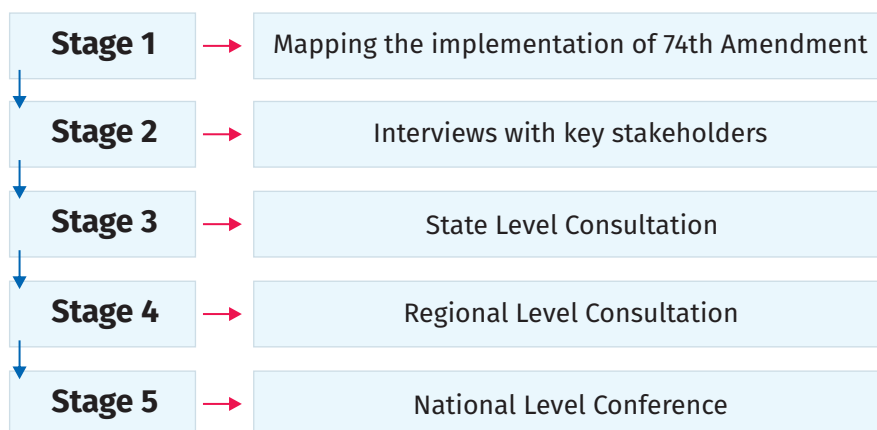 Stage 1
Mapping the implementation of 74th Amendment
Stage 2
Interviews with key stakeholders
Stage 3
State Level Consultation
Stage 4
Regional Level Consultation
Stage 5
National Level Conference